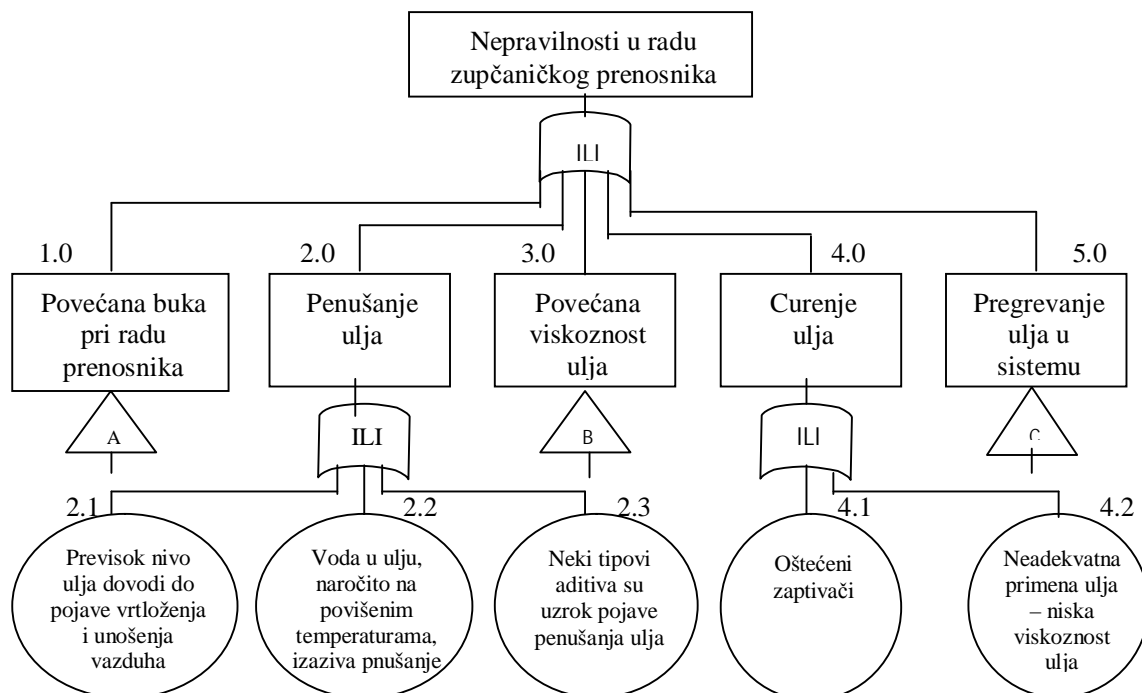 Nepravilnosti u radu
zupčaničkog prenosnika
ILI
1.0
2.0
3.0
4.0
5.0
Povećana buka
pri radu
prenosnika
Penušanje
ulja
Povećana
viskoznost
ulja
Curenje
ulja
Pregrevanje
ulja u
sistemu
A
ILI
B
ILI
C
2.1
2.2
2.3
4.1
4.2
Previsok nivo
ulja dovodi do
pojave vrtloženja
i unošenja
vazduha
Voda u ulju,
naročito na
povišenim
temperaturama,
izaziva pnušanje
Neki tipovi
aditiva su
uzrok pojave
penušanja ulja
Oštećeni
zaptivači
Neadekvatna
primena ulja
– niska
viskoznost
ulja